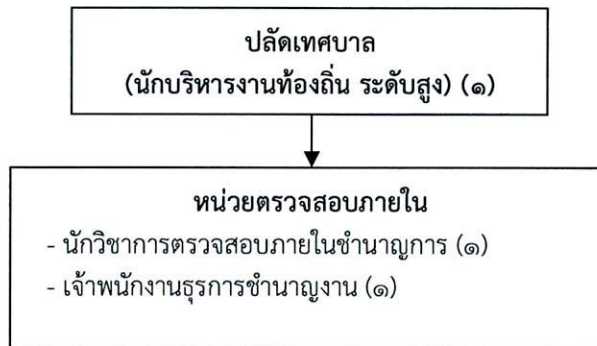 ปลัดเทศบาล
(นักบริหารงานท้องถิ่น ระดับสูง) (๑)
หน่วยตรวจสอบภายใน
- นักวิชาการตรวจสอบภายในชำนาญการ (๑)
- เจ้าพนักงานธุรการชำนาญงาน (๑)